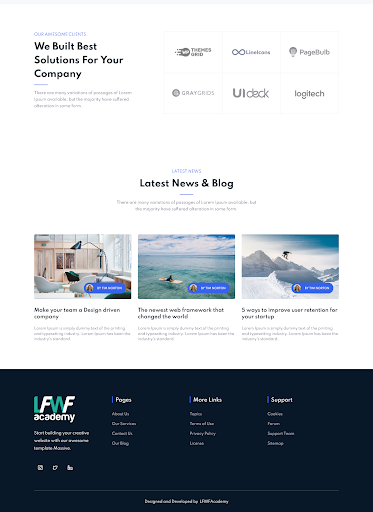 OUR AWESOME CLIENTS
We Built Best
Solutions For Your
Company
There are many variations of passages of Lorem
Ipsum available, but the majority have suffered
alteration in some form.
THEMES
GRID
LineIcons
PageBulb
GRAYGRIDS
UIdeck
logitech
LATEST NEWS
Latest News & Blog
There are many variations of passages of Lorem Ipsum available, but
the majority have suffered alteration in some form.
BY TIM NORTON
BY TIM NORTON
BY TIM NORTON
Make your team a Design driven
company
Lorem Ipsum is simply dummy text of the printing
and typesetting industry. Lorem Ipsum has been the
industry's standard
The newest web framework that
changed the world
Lorem Ipsum is simply dummy text of the printing
and typesetting industry. Lorem Ipsum has been the
industry's standard
5 ways to improve user retention for
your startup
Lorem Ipsum is simply dummy text of the printing
and typesetting industry. Lorem Ipsum has been the
industry's standard
LFWF
academy
Start building your creative
website with our awesome
template Massive.
Pages
About Us
Our Services
Contact Us
Our Blog
More Links
Topics
Terms of Use
Privacy Policy
License
Support
Cookies
Forum
Support Team
Sitemap
Designed and Developed by LFWFAcademy